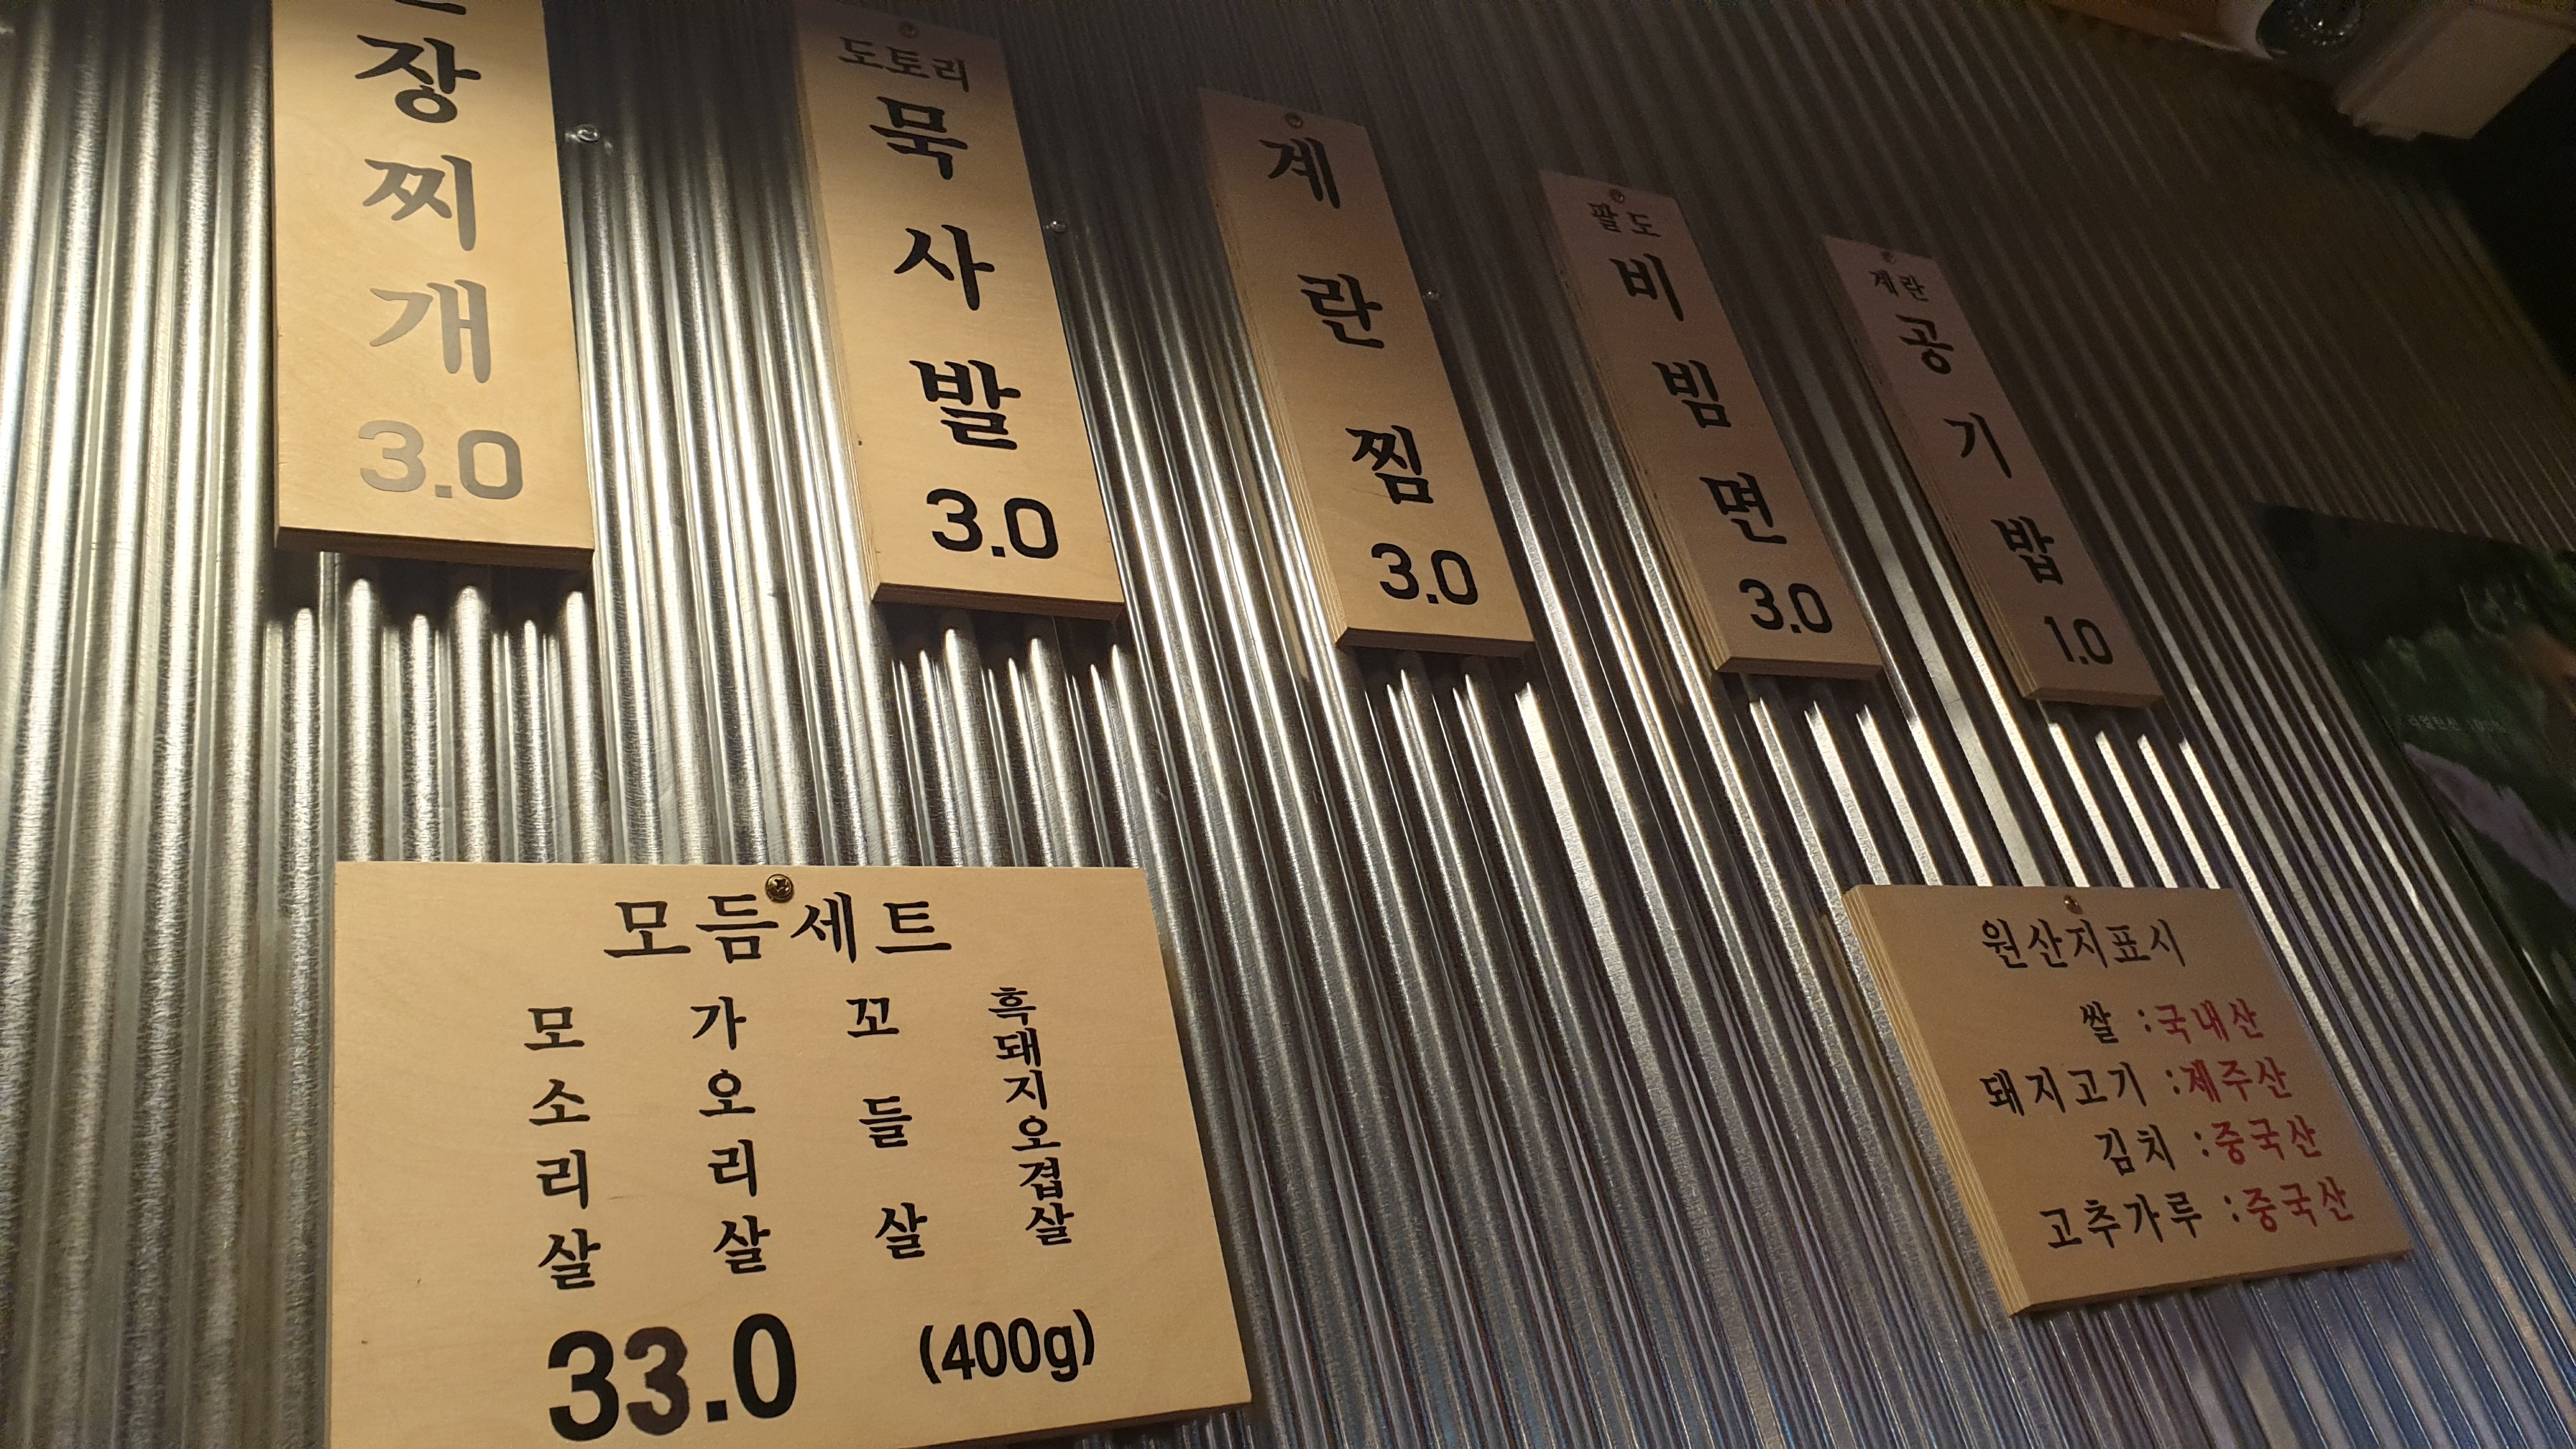 장찌개
3.0
도토리
묵사발
3.0
계란찜
3.0
팔도
비빔면
3.0
계란
공기밥
1.0
모듬세트
모소리살
가오리살
꼬들살
흑돼지오겹살
33.0 (400g)
원산지표시
쌀 :국내산
돼지고기 :제주산
김치 :중국산
고추가루 :중국산